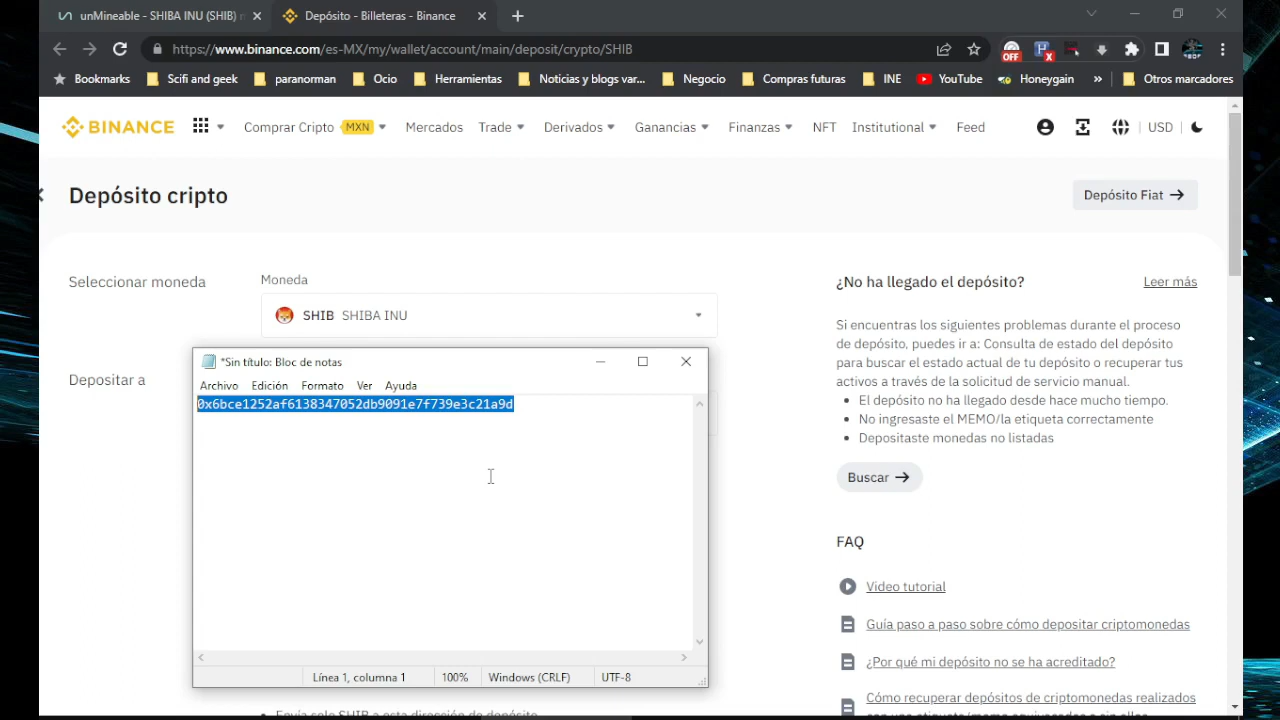 unMineable - SHIBA INU (SHIB) m
Depósito - Billeteras - Binance
https://www.binance.com/es-MX/my/wallet/account/main/deposit/crypto/SHIB
OFF
X
Bookmarks
Scifi and geek
paranorman
Ocio
Herramientas
Noticias y blogs var...
Negocio
Compras futuras
INE
YouTube
Honeygain
»
Otros marcadores
BINANCE
Comprar Cripto MXN
Mercados
Trade
Derivados
Ganancias
Finanzas
NFT
Institutional
Feed
USD
Depósito cripto
Depósito Fiat
Seleccionar moneda
Moneda
SHIB SHIBA INU
Depositar a
*Sin título: Bloc de notas
Archivo Edición Formato Ver Ayuda
0x6bce1252af6138347052db9091e7f739e3c21a9d
Línea 1, columna 1
100%
Windows (CRLF)
UTF-8
Envía solo SHIB a esta dirección de depósito
¿No ha llegado el depósito?
Leer más
Si encuentras los siguientes problemas durante el proceso
de depósito, puedes ir a: Consulta de estado del depósito
para buscar el estado actual de tu depósito o recuperar tus
activos a través de la solicitud de servicio manual.
El depósito no ha llegado desde hace mucho tiempo.
No ingresaste el MEMO/la etiqueta correctamente
Depositaste monedas no listadas
Buscar
FAQ
Video tutorial
Guía paso a paso sobre cómo depositar criptomonedas
¿Por qué mi depósito no se ha acreditado?
Cómo recuperar depósitos de criptomonedas realizados